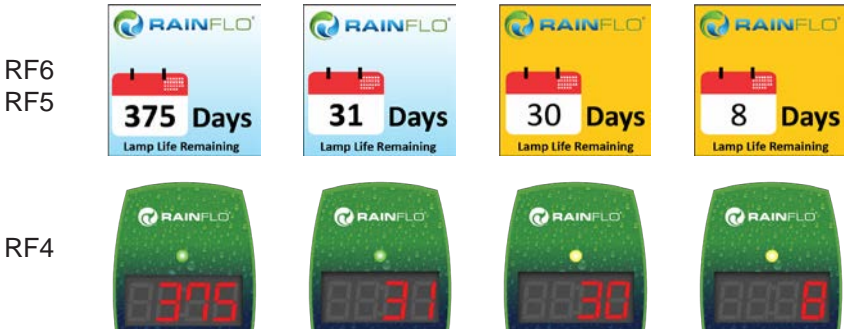 RAINFLO RAINFLO RAINFLO RAINFLO
RF6
RF5
375 Days 31 Days 30 Days 8 Days
Lamp Life Remaining Lamp Life Remaining Lamp Life Remaining Lamp Life Remaining
RAINFLO RAINFLO RAINFLO RAINFLO
RF4
375 31 30 8